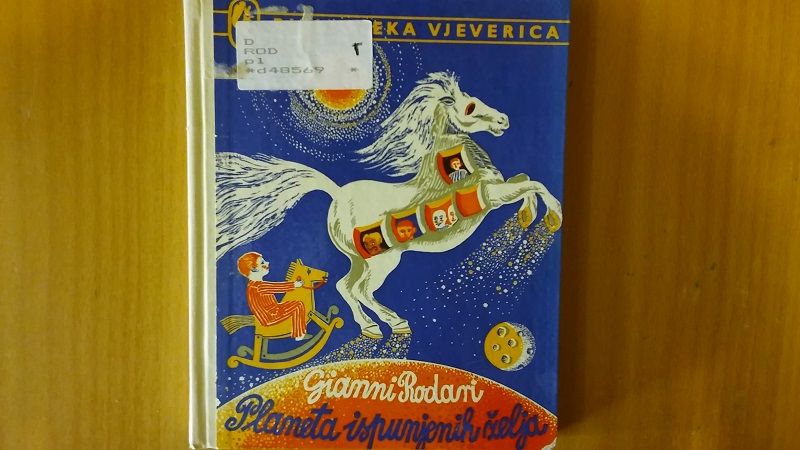 EKA VJEVERICA
D
ROD
pl
*d48569 *
Gianni Rodari
Planeta ispunjenih želja